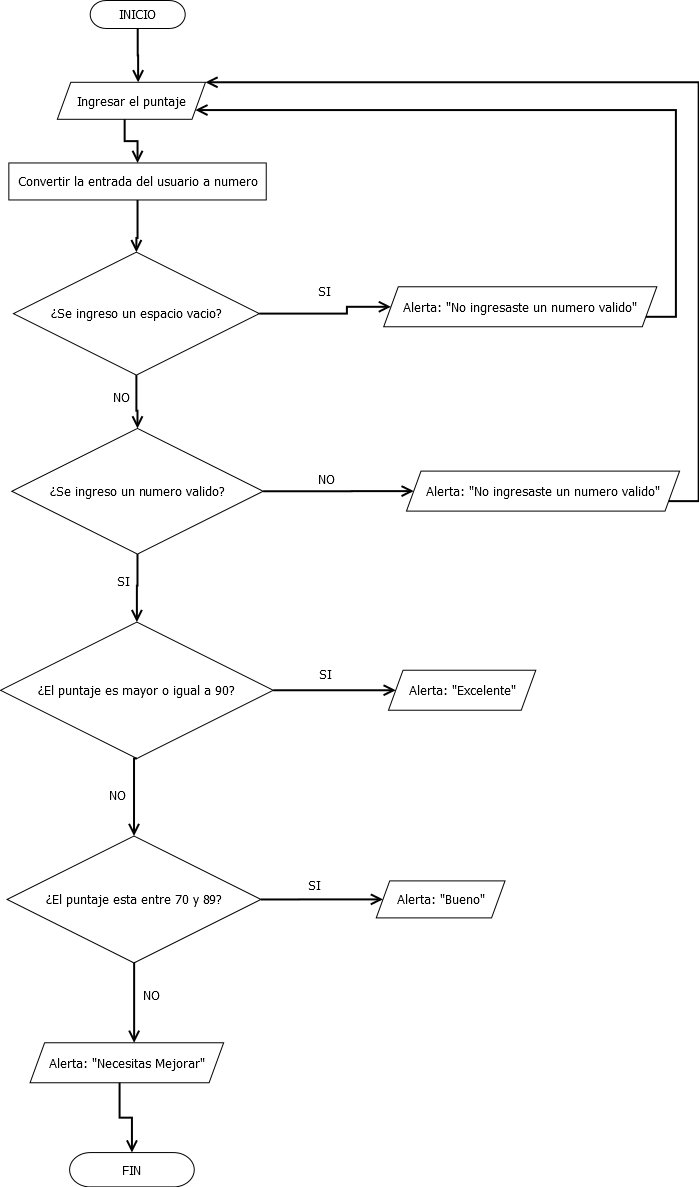 INICIO
Ingresar el puntaje
Convertir la entrada del usuario a numero
¿Se ingreso un espacio vacio?
SI
Alerta: "No ingresaste un numero valido"
NO
¿Se ingreso un numero valido?
NO
Alerta: "No ingresaste un numero valido"
SI
¿El puntaje es mayor o igual a 90?
SI
Alerta: "Excelente"
NO
¿El puntaje esta entre 70 y 89?
SI
Alerta: "Bueno"
NO
Alerta: "Necesitas Mejorar"
FIN